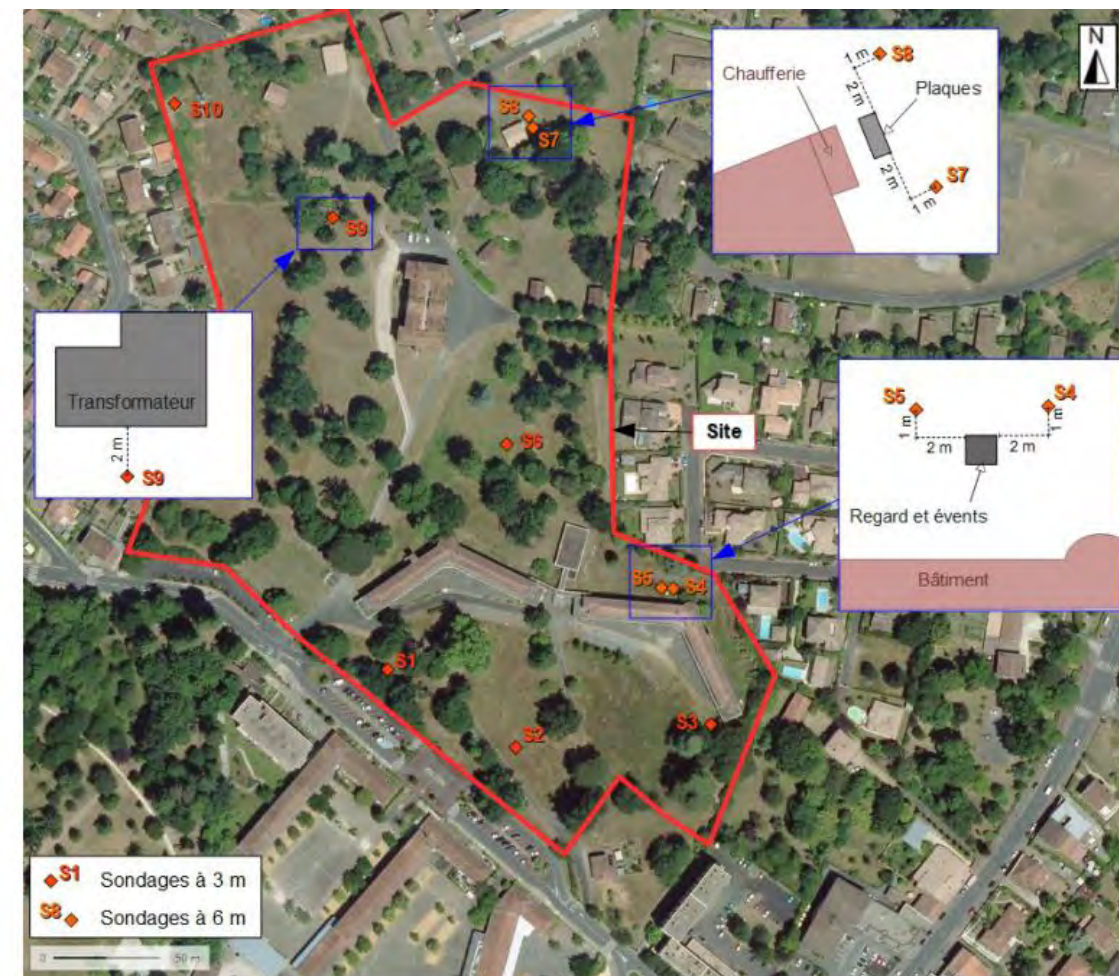 N
S10
S8
S7
S9
Chaufferie
Plaques
S8
1 m
2 m
2 m
1 m
S7
Transformateur
2 m
S9
S6
Site
S5
S4
1 m
1 m
2 m
2 m
Regard et évents
Bâtiment
S5
S4
S1
S2
S3
S1 Sondages à 3 m
S8 Sondages à 6 m
0 50 m